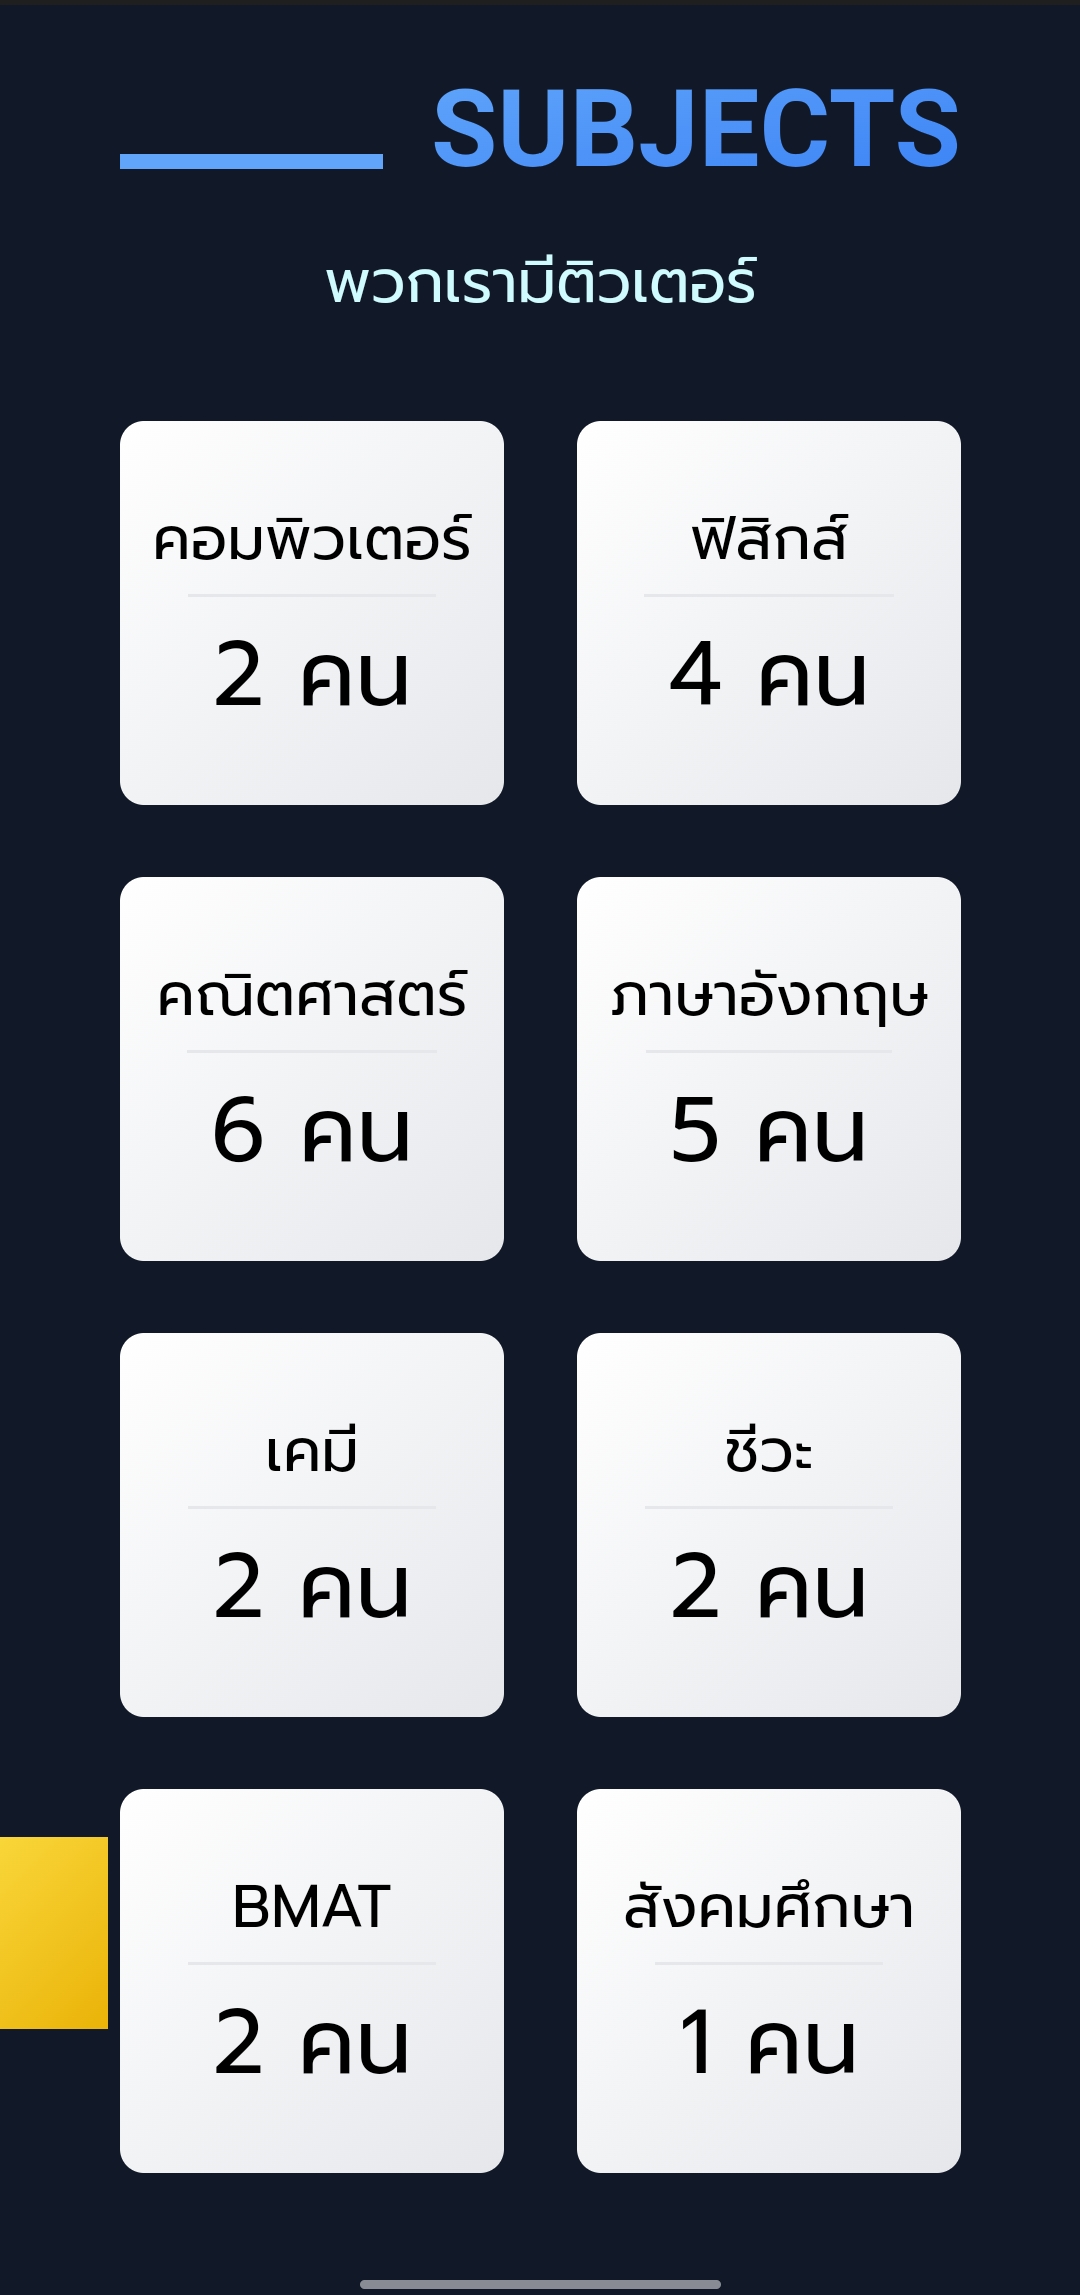 SUBJECTS
พวกเรามีติวเตอร์
คอมพิวเตอร์
2 คน
ฟิสิกส์
4 คน
คณิตศาสตร์
6 คน
ภาษาอังกฤษ
5 คน
เคมี
2 คน
ชีวะ
2 คน
BMAT
2 คน
สังคมศึกษา
1 คน